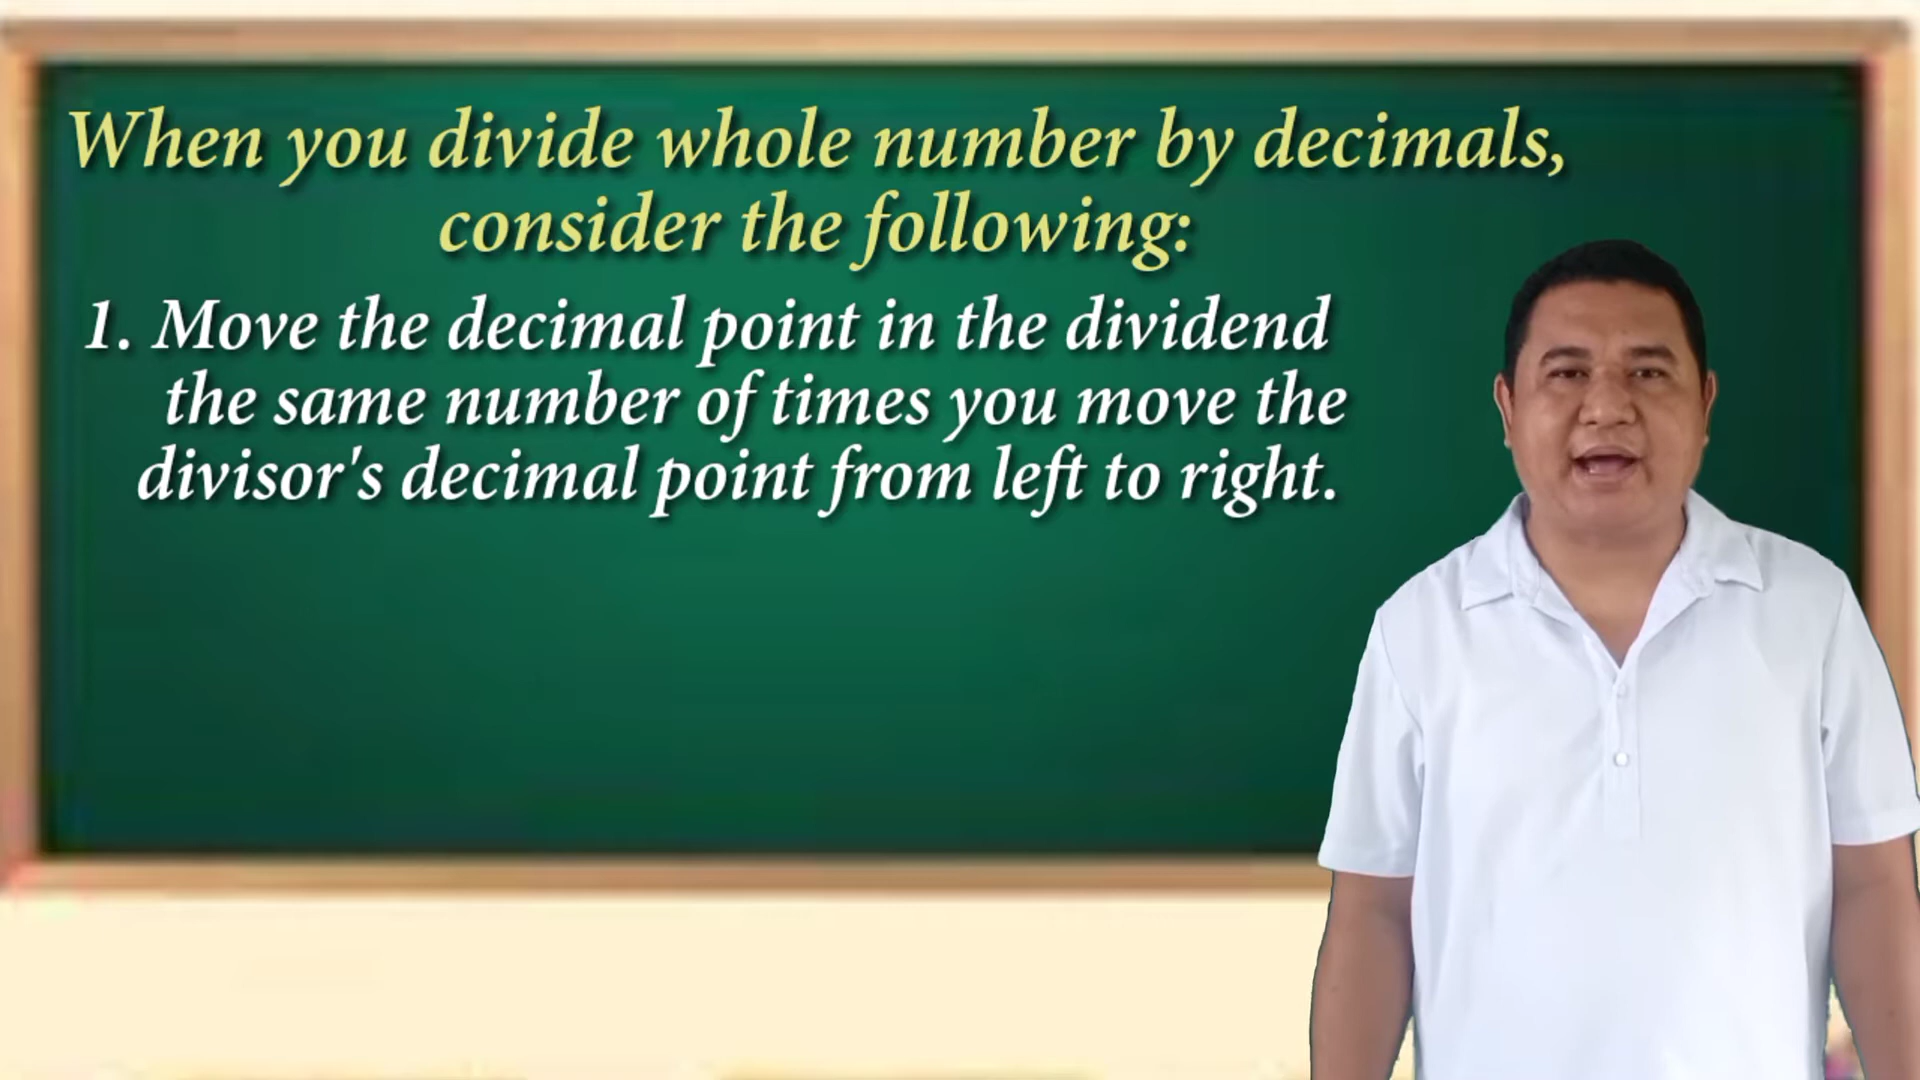 When you divide whole number by decimals,
consider the following:
1. Move the decimal point in the dividend
the same number of times you move the
divisor's decimal point from left to right.